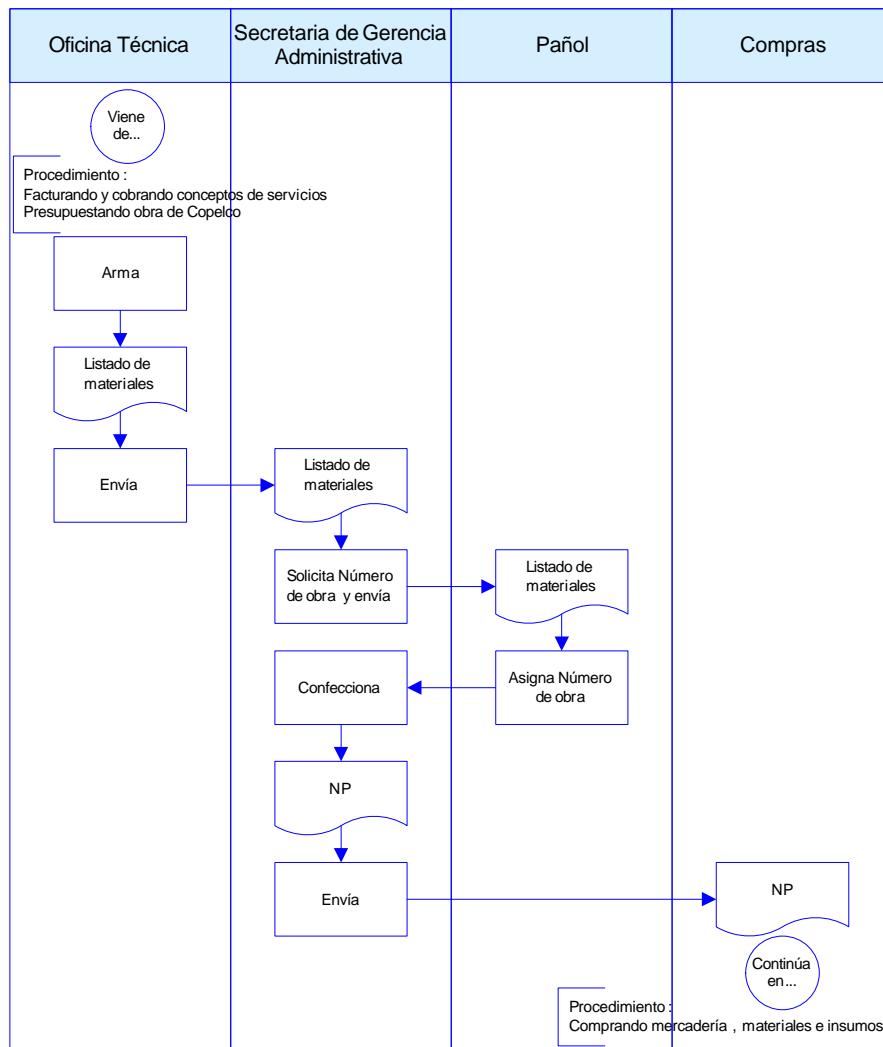 Oficina Técnica
Secretaria de Gerencia
Administrativa
Pañol
Compras
Viene
de...
Procedimiento :
Facturando y cobrando conceptos de servicios
Presupuestando obra de Copelco
Arma
Listado de
materiales
Envía
Listado de
materiales
Solicita Número
de obra y envía
Listado de
materiales
Asigna Número
de obra
Confecciona
NP
Envía
NP
Continúa
en...
Procedimiento :
Comprando mercadería , materiales e insumos